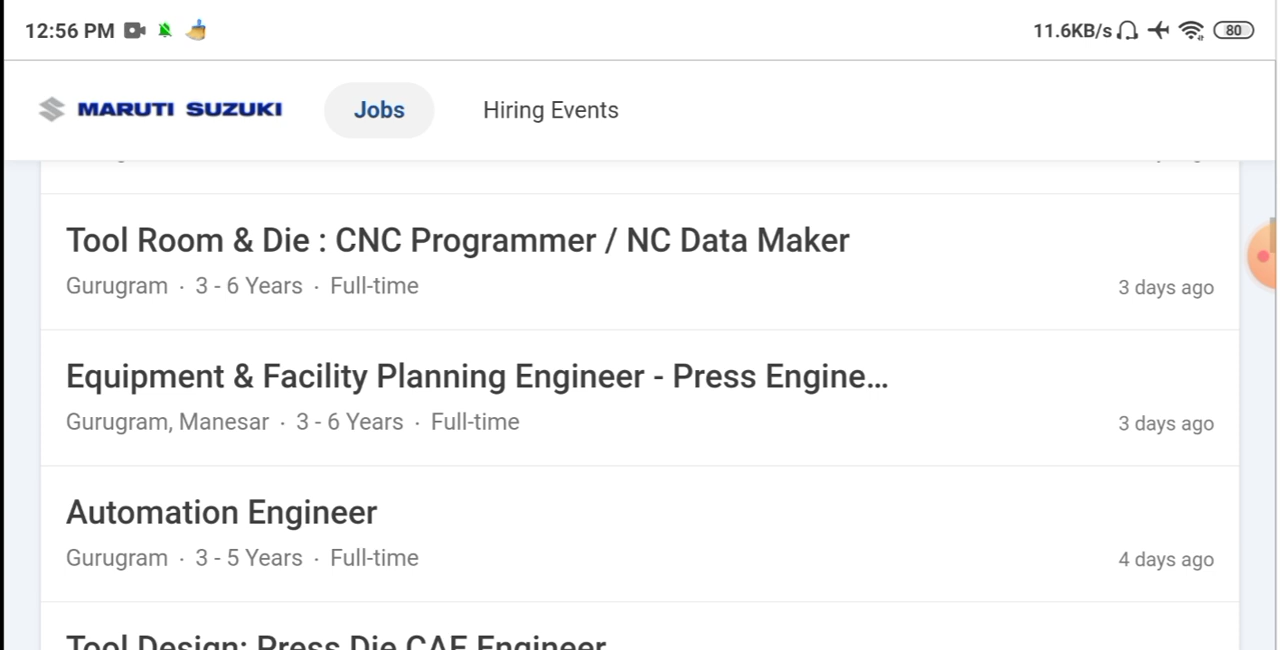 12:56 PM
11.6KB/s
80
MARUTI SUZUKI
Jobs
Hiring Events
Tool Room & Die : CNC Programmer / NC Data Maker
Gurugram · 3 - 6 Years · Full-time
3 days ago
Equipment & Facility Planning Engineer - Press Engine...
Gurugram, Manesar · 3 - 6 Years · Full-time
3 days ago
Automation Engineer
Gurugram · 3 - 5 Years · Full-time
4 days ago
Tool Design: Press Die CAE Engineer